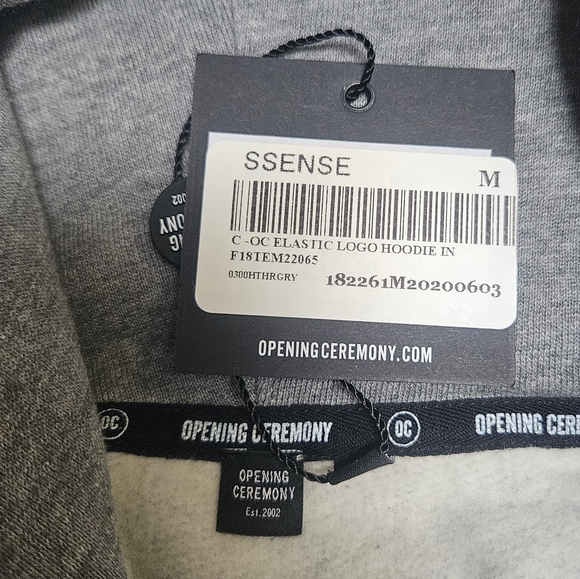 SSENSE
M
C -OC ELASTIC LOGO HOODIE IN
F18TEM22065
0300HTHRGRY 182261M20200603
OPENINGCEREMONY.COM
OC OPENING CEREMONY OC OPENING CER
OPENING
CEREMONY
Est. 2002